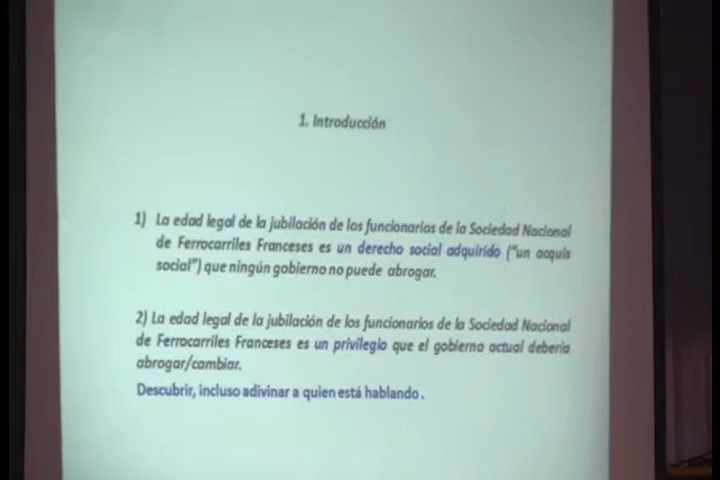 1. Introducción
1) La edad legal de la jubilación de los funcionarios de la Sociedad Nacional
de Ferrocarriles Franceses es un derecho social adquirido ("un acquis
social") que ningún gobierno no puede abrogar.
2) La edad legal de la jubilación de los funcionarios de la Sociedad Nacional
de Ferrocarriles Franceses es un privilegio que el gobierno actual debería
abrogar/cambiar.
Descubrir, incluso adivinar a quien está hablando.